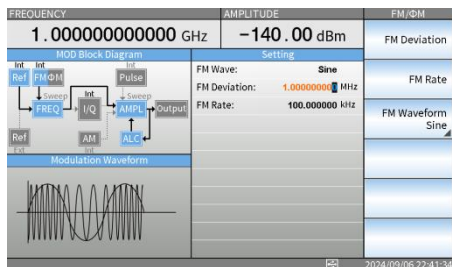 FREQUENCY AMPLITUDE FM/ΦM
1.000000000000 GHz −140.00 dBm
FM Deviation
MOD Block Diagram
Setting
Int Int Int
Ref FMΦM Pulse
FM Wave: Sine
Sweep Int Sweep
FM Deviation: 1.000000000 MHz
FM Rate
FREQ I/Q AMPL Output
FM Rate: 100.000000 kHz
FM Waveform
Sine
Ref AM ALC
Ext Int
Modulation Waveform
2024/09/06 22:41:34